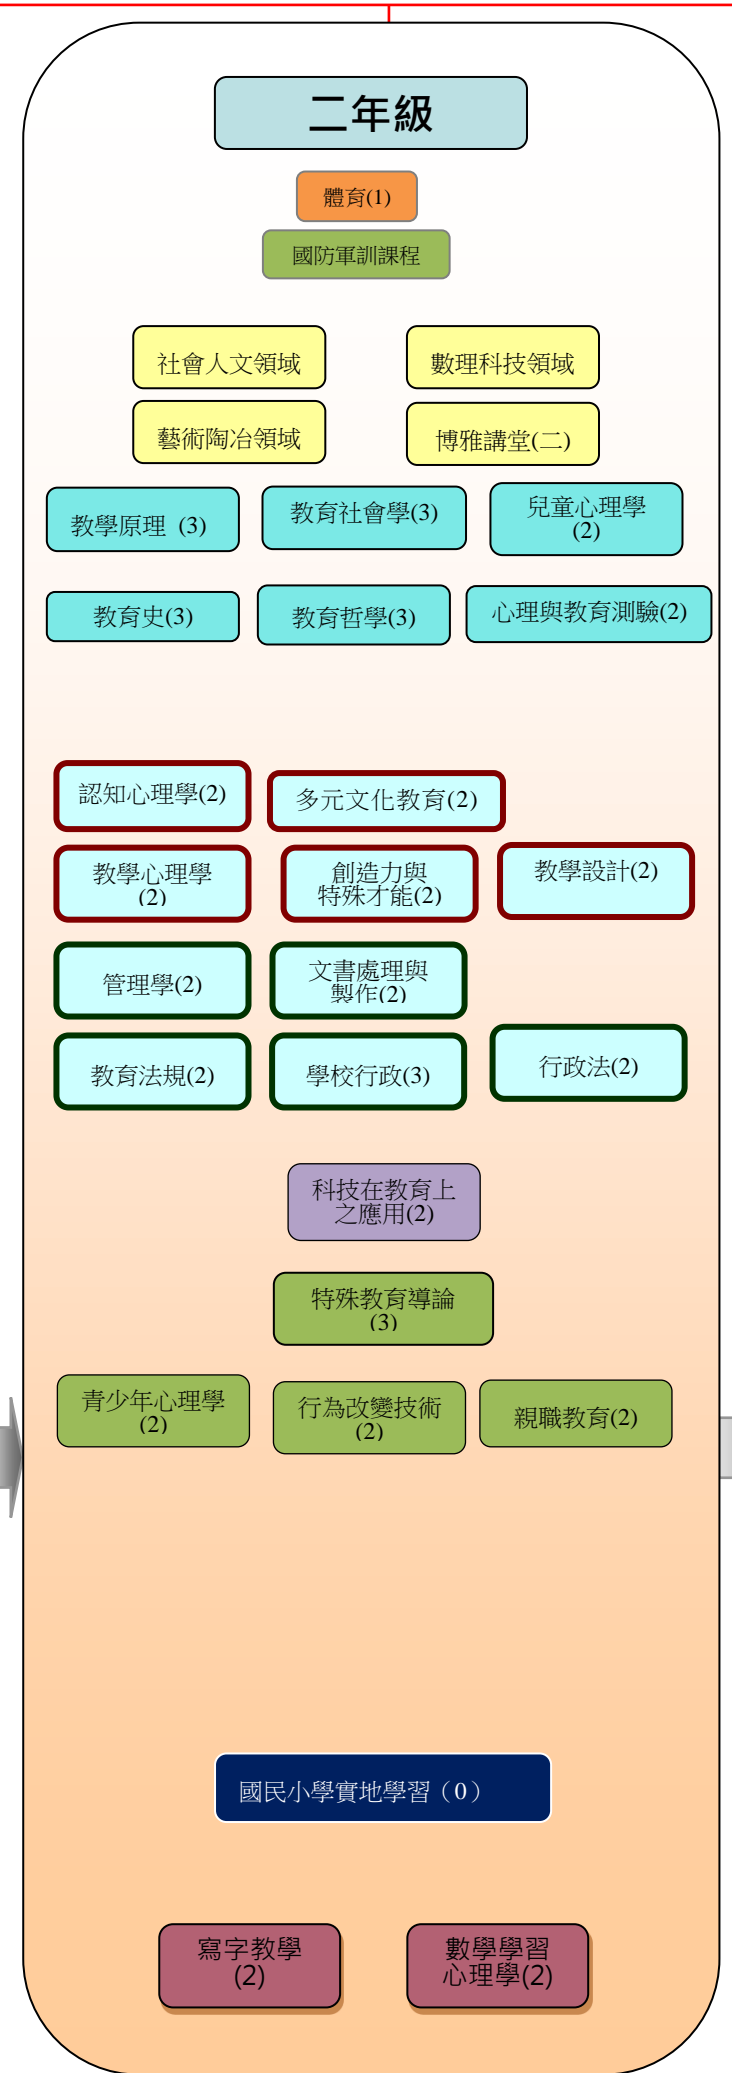 二年級
體育(1)
國防軍訓課程
社會人文領域
數理科技領域
藝術陶冶領域
博雅講堂(二)
教學原理 (3)
教育社會學(3)
兒童心理學
(2)
教育史(3)
教育哲學(3)
心理與教育測驗(2)
認知心理學(2)
多元文化教育(2)
教學心理學
(2)
創造力與
特殊才能(2)
教學設計(2)
管理學(2)
文書處理與
製作(2)
教育法規(2)
學校行政(3)
行政法(2)
科技在教育上
之應用(2)
特殊教育導論
(3)
青少年心理學
(2)
行為改變技術
(2)
親職教育(2)
國民小學實地學習（0）
寫字教學
(2)
數學學習
心理學(2)